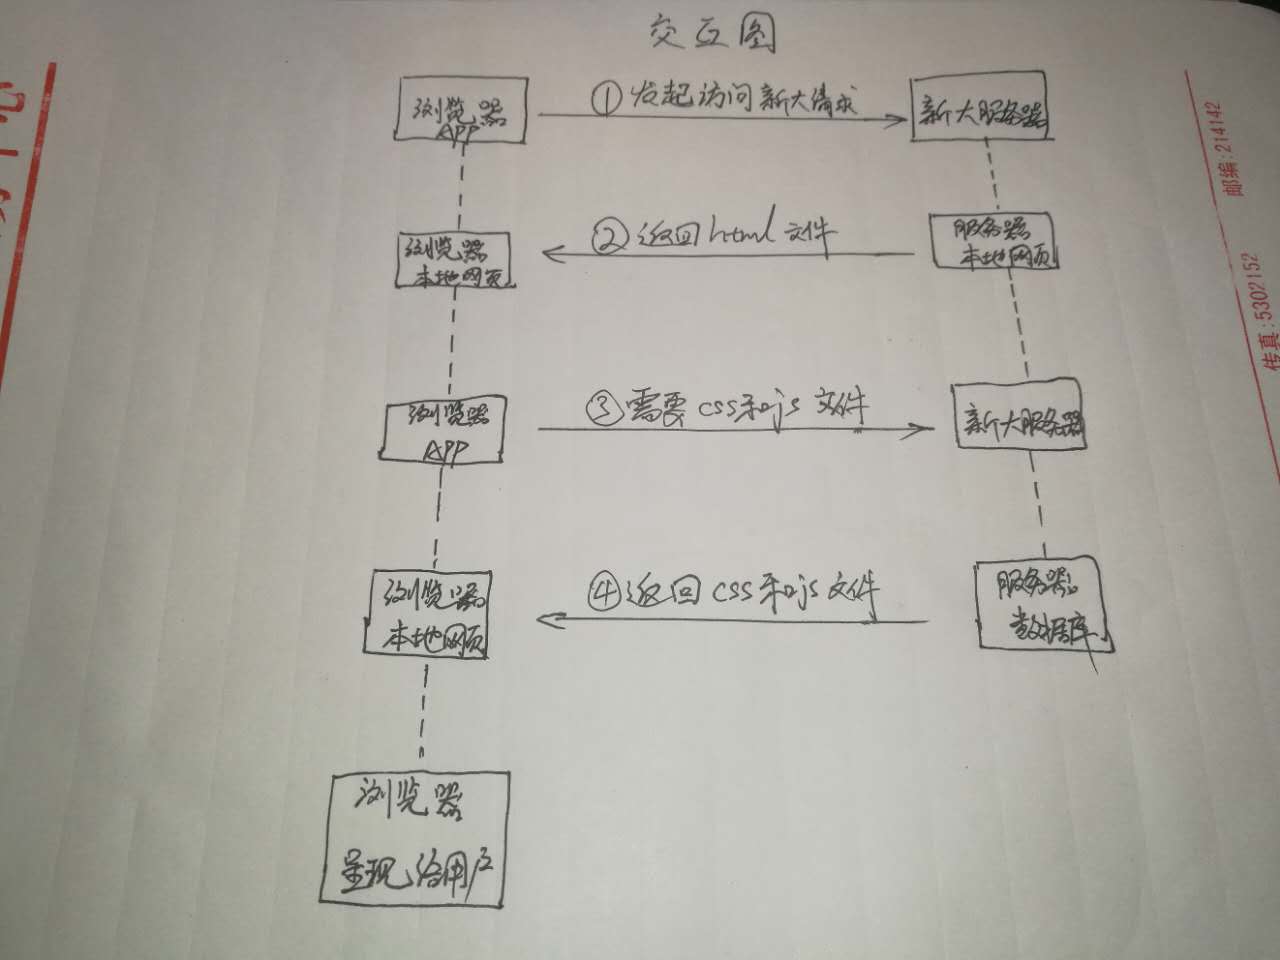 交互图
浏览器
APP
①发起访问新大请求
新大服务器
浏览器
本地网页
②返回html文件
服务器
本地网页
浏览器
APP
③需要css和js文件
新大服务器
浏览器
本地网页
④返回css和js文件
服务器
数据库
浏览器
呈现给用户
邮编:214142
传真:5302152